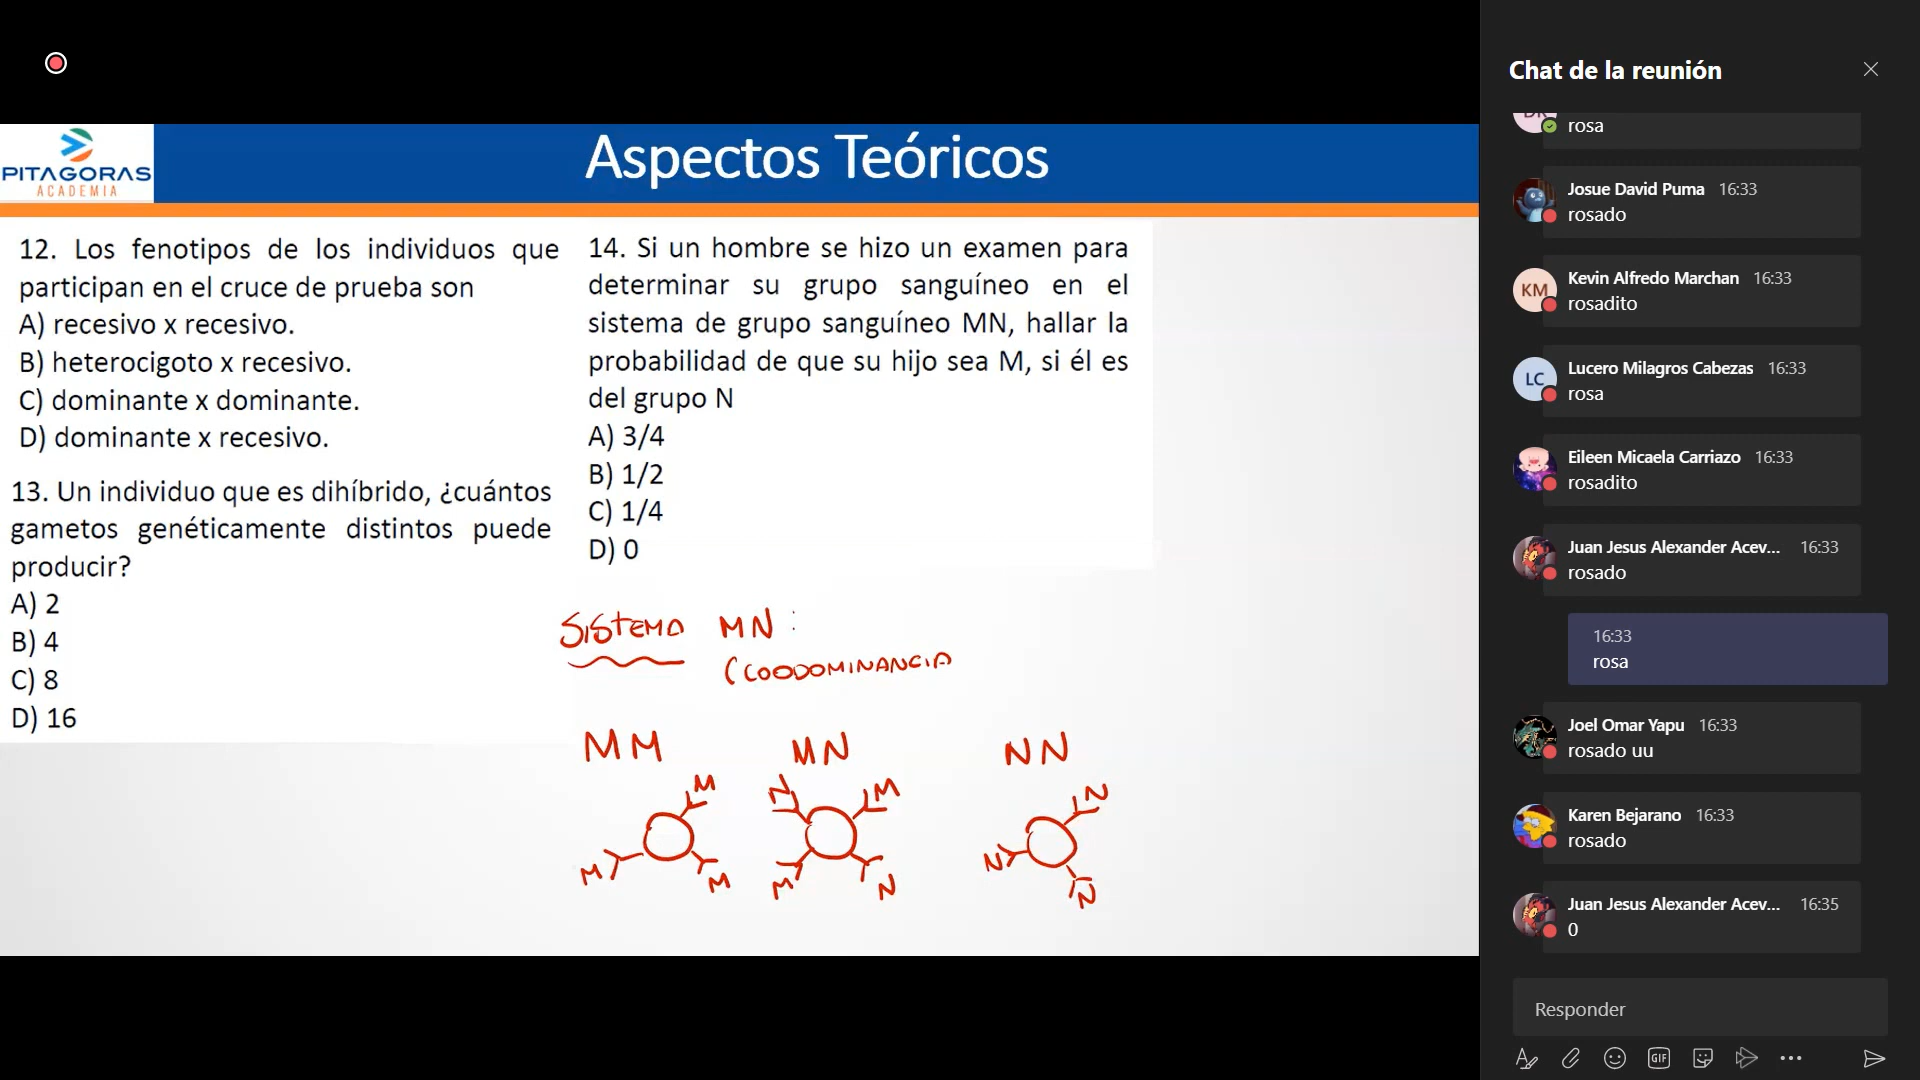 PITAGORAS
ACADEMIA
Aspectos Teóricos
12. Los fenotipos de los individuos que
participan en el cruce de prueba son
A) recesivo x recesivo.
B) heterocigoto x recesivo.
C) dominante x dominante.
D) dominante x recesivo.
13. Un individuo que es dihíbrido, ¿cuántos
gametos genéticamente distintos puede
producir?
A) 2
B) 4
C) 8
D) 16
14. Si un hombre se hizo un examen para
determinar su grupo sanguíneo en el
sistema de grupo sanguíneo MN, hallar la
probabilidad de que su hijo sea M, si él es
del grupo N
A) 3/4
B) 1/2
C) 1/4
D) 0
SISTEMA MN :
(COODOMINANCIA
MM MN NN
M N M N
M M M N N N
Chat de la reunión
DR
rosa
Josue David Puma 16:33
rosado
KM
Kevin Alfredo Marchan 16:33
rosadito
LC
Lucero Milagros Cabezas 16:33
rosa
Eileen Micaela Carriazo 16:33
rosadito
Juan Jesus Alexander Acev... 16:33
rosado
16:33
rosa
Joel Omar Yapu 16:33
rosado uu
Karen Bejarano 16:33
rosado
Juan Jesus Alexander Acev... 16:35
0
Responder
GIF